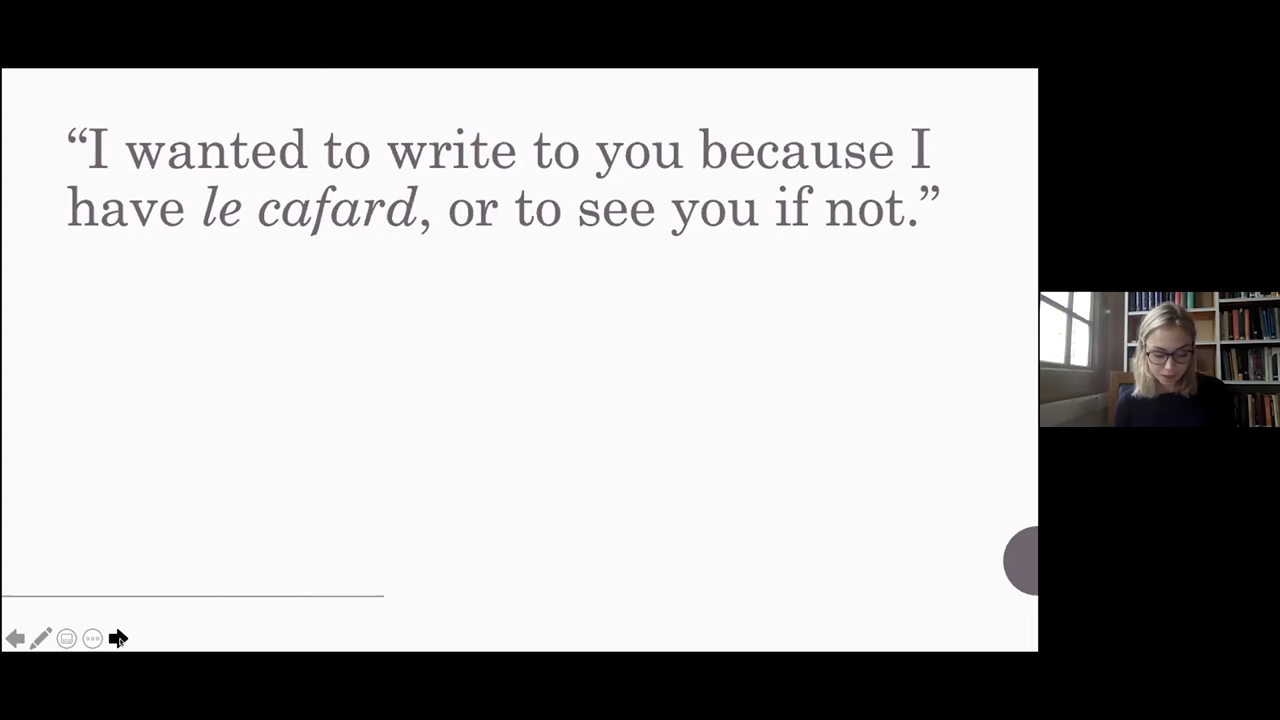 “I wanted to write to you because I
have le cafard, or to see you if not.”